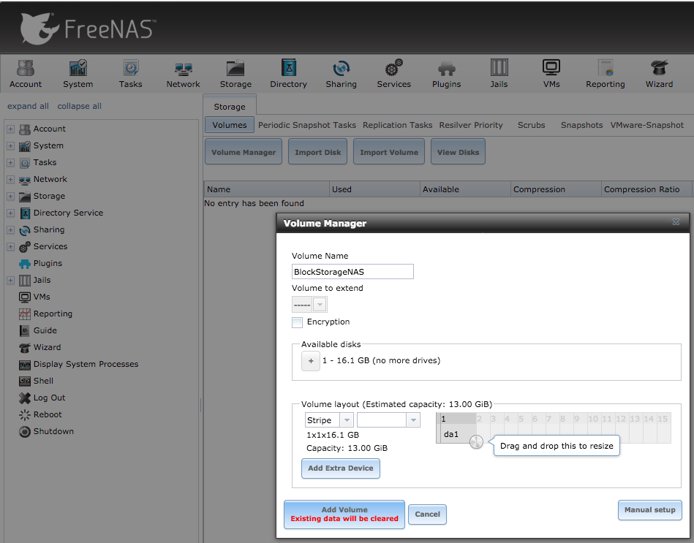 FreeNAS™
Account System Tasks Network Storage Directory Sharing Services Plugins Jails VMs Reporting Wizard
expand all collapse all
Storage
Volumes Periodic Snapshot Tasks Replication Tasks Resilver Priority Scrubs Snapshots VMware-Snapshot
Volume Manager Import Disk Import Volume View Disks
Name Used Available Compression Compression Ratio
No entry has been found
Account
System
Tasks
Network
Storage
Directory Service
Sharing
Services
Plugins
Jails
VMs
Reporting
Guide
Wizard
Display System Processes
Shell
Log Out
Reboot
Shutdown
Volume Manager
Volume Name
BlockStorageNAS
Volume to extend
-----
Encryption
Available disks
+ 1 - 16.1 GB (no more drives)
Volume layout (Estimated capacity: 13.00 GiB)
Stripe
1 2 3 4 5 6 7 8 9 10 11 12 13 14 15
1x1x16.1 GB
da1
Capacity: 13.00 GiB
Drag and drop this to resize
Add Extra Device
Add Volume
Existing data will be cleared
Cancel
Manual setup